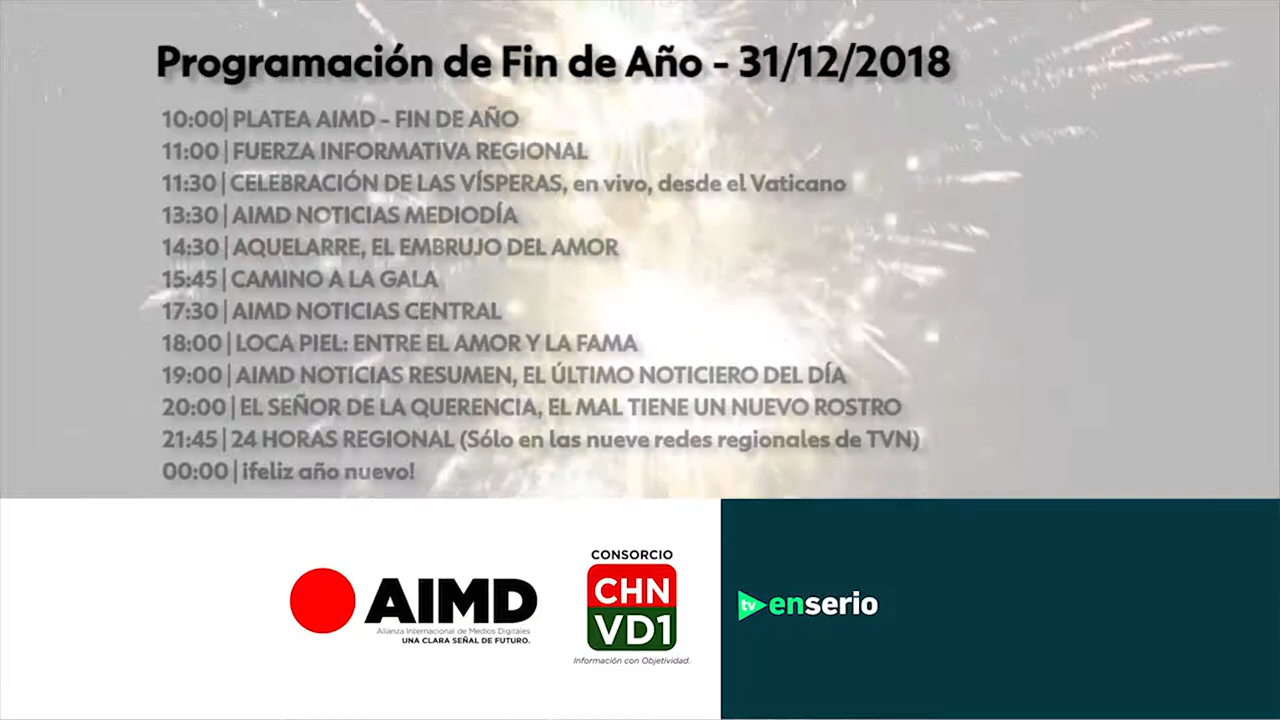 Programación de Fin de Año - 31/12/2018
10:00| PLATEA AIMD - FIN DE AÑO
11:00 | FUERZA INFORMATIVA REGIONAL
11:30 | CELEBRACIÓN DE LAS VÍSPERAS, en vivo, desde el Vaticano
13:30 | AIMD NOTICIAS MEDIODÍA
14:30 | AQUELARRE, EL EMBRUJO DEL AMOR
15:45 | CAMINO A LA GALA
17:30 | AIMD NOTICIAS CENTRAL
18:00 | LOCA PIEL: ENTRE EL AMOR Y LA FAMA
19:00 | AIMD NOTICIAS RESUMEN, EL ÚLTIMO NOTICIERO DEL DÍA
20:00 | EL SEÑOR DE LA QUERENCIA, EL MAL TIENE UN NUEVO ROSTRO
21:45 | 24 HORAS REGIONAL (Sólo en las nueve redes regionales de TVN)
00:00 | ¡feliz año nuevo!
AIMD
Alianza Internacional de Medios Digitales
UNA CLARA SEÑAL DE FUTURO.
CONSORCIO
CHN
VD1
Información con Objetividad.
tv enserio